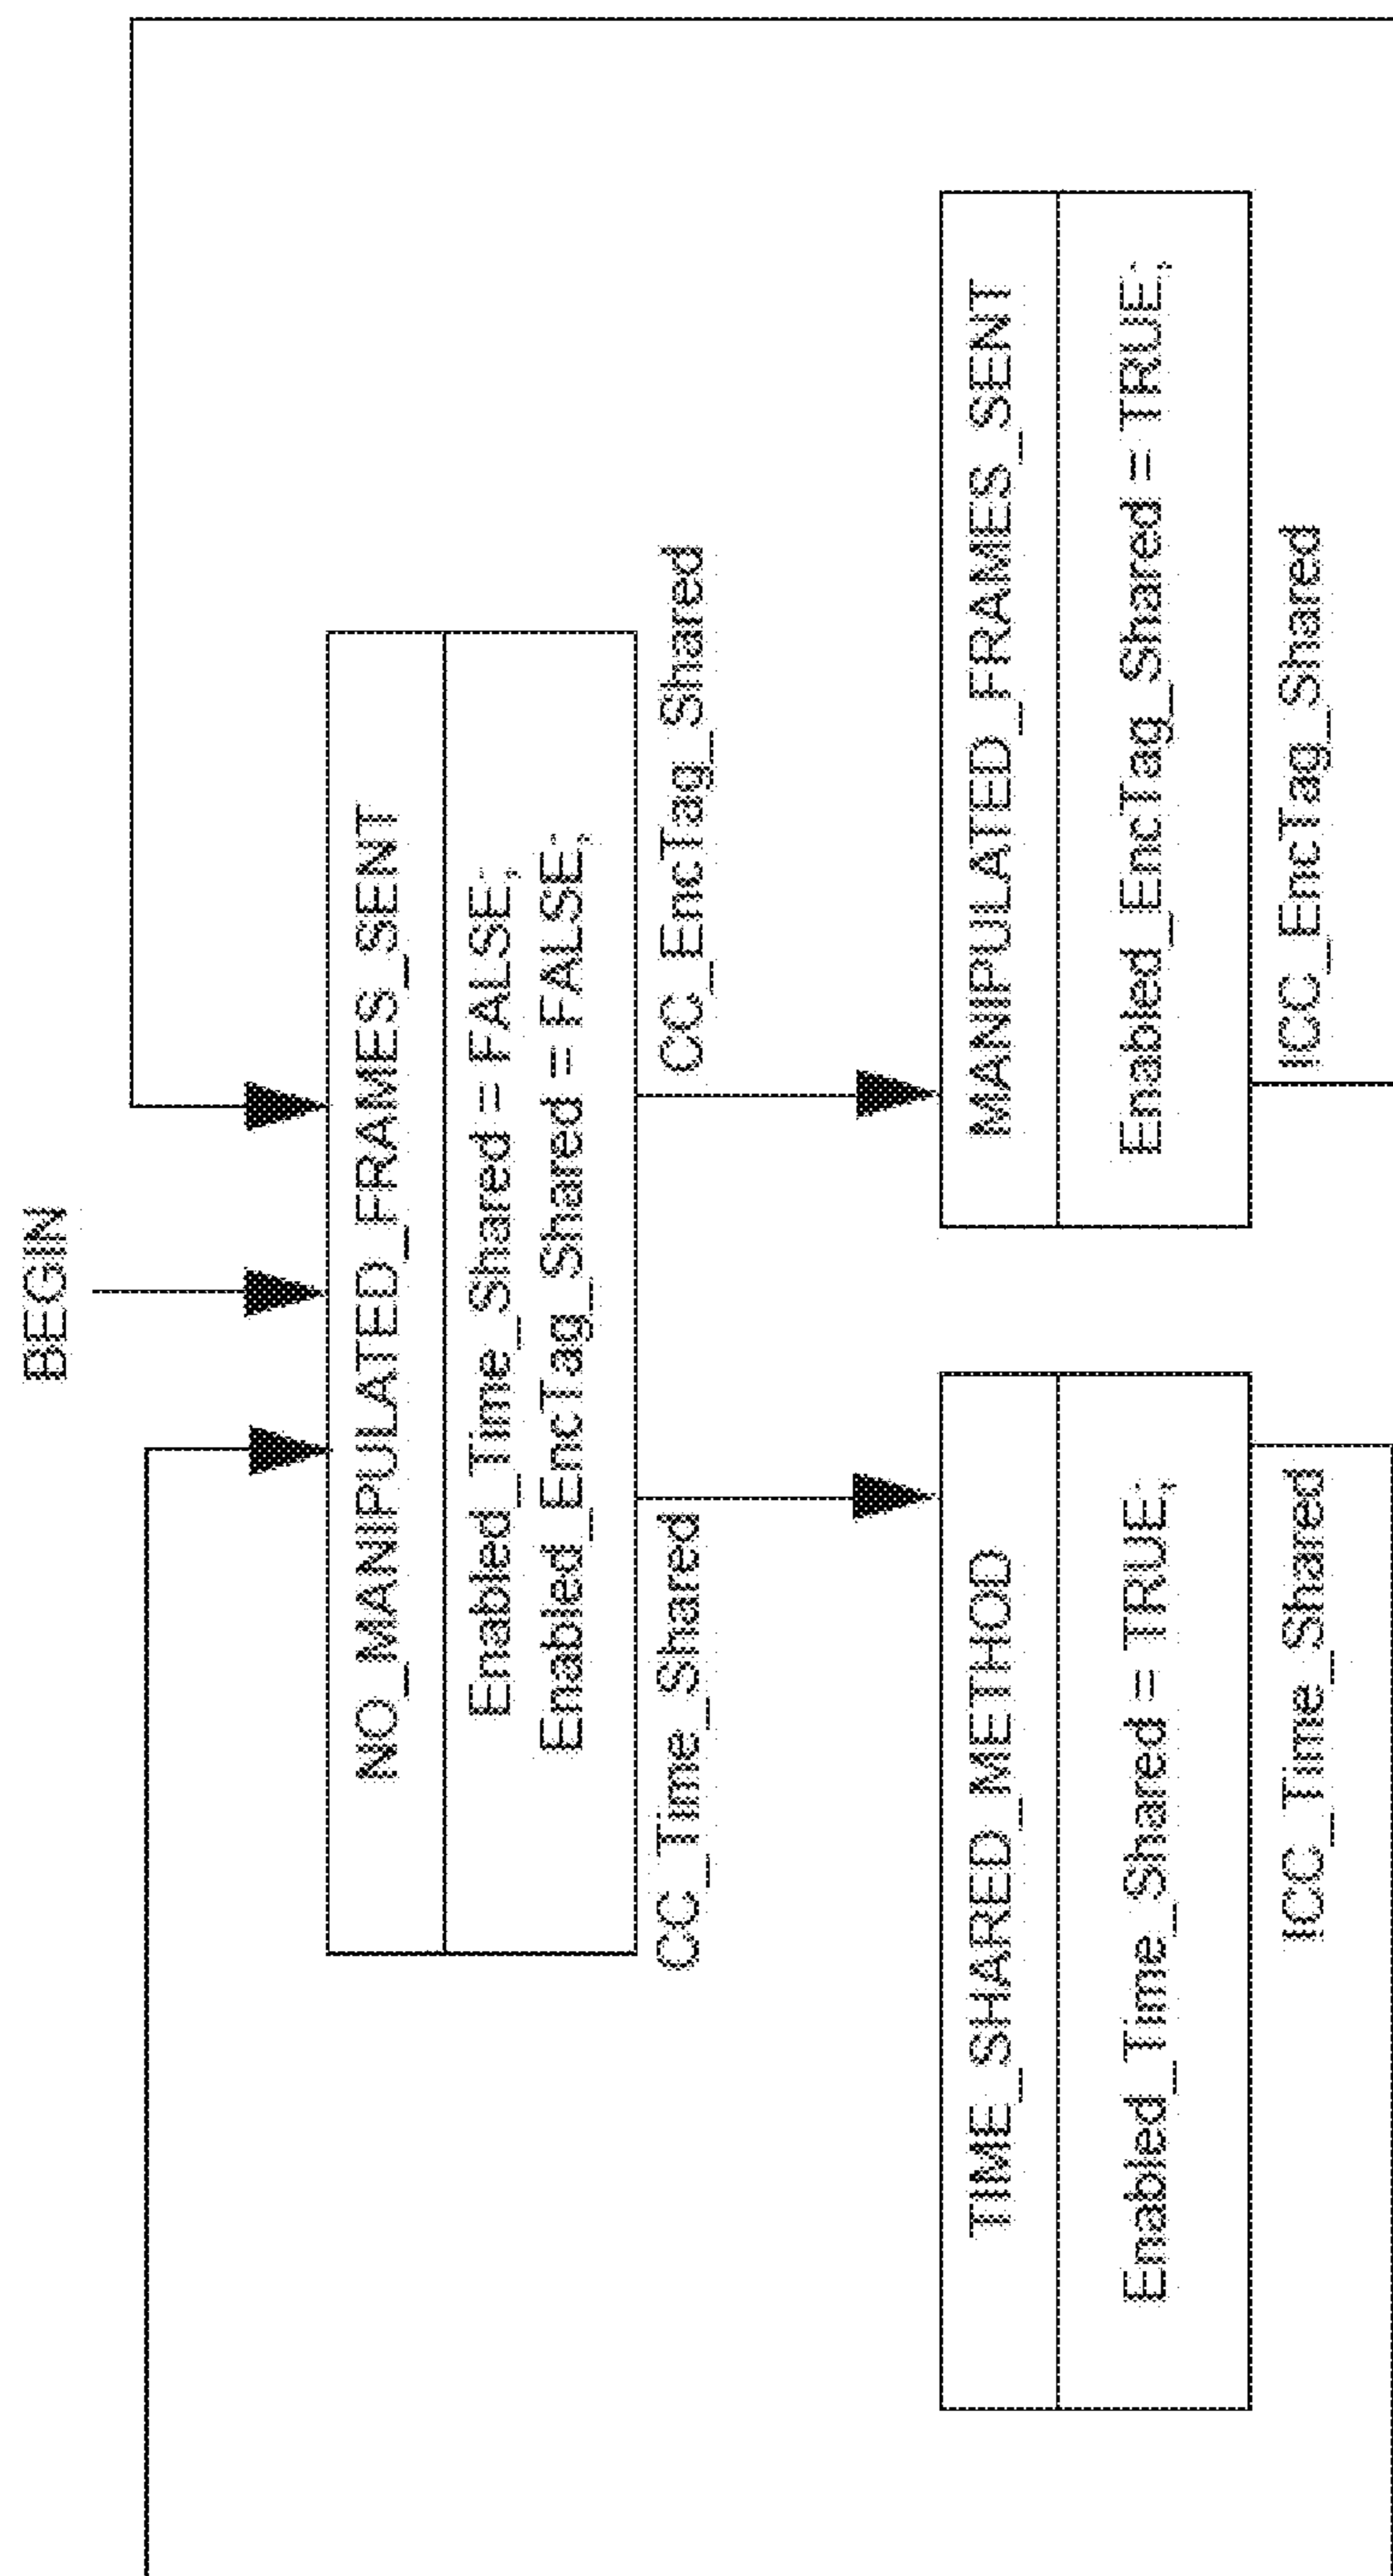 BEGIN
NO_MANIPULATED_FRAMES_SENT
Enabled_Time_Shared = FALSE;
Enabled_EncTag_Shared = FALSE;
CC_Time_Shared
CC_EncTag_Shared
TIME_SHARED_METHOD
Enabled_Time_Shared = TRUE;
MANIPULATED_FRAMES_SENT
Enabled_EncTag_Shared = TRUE;
ICC_Time_Shared
ICC_EncTag_Shared